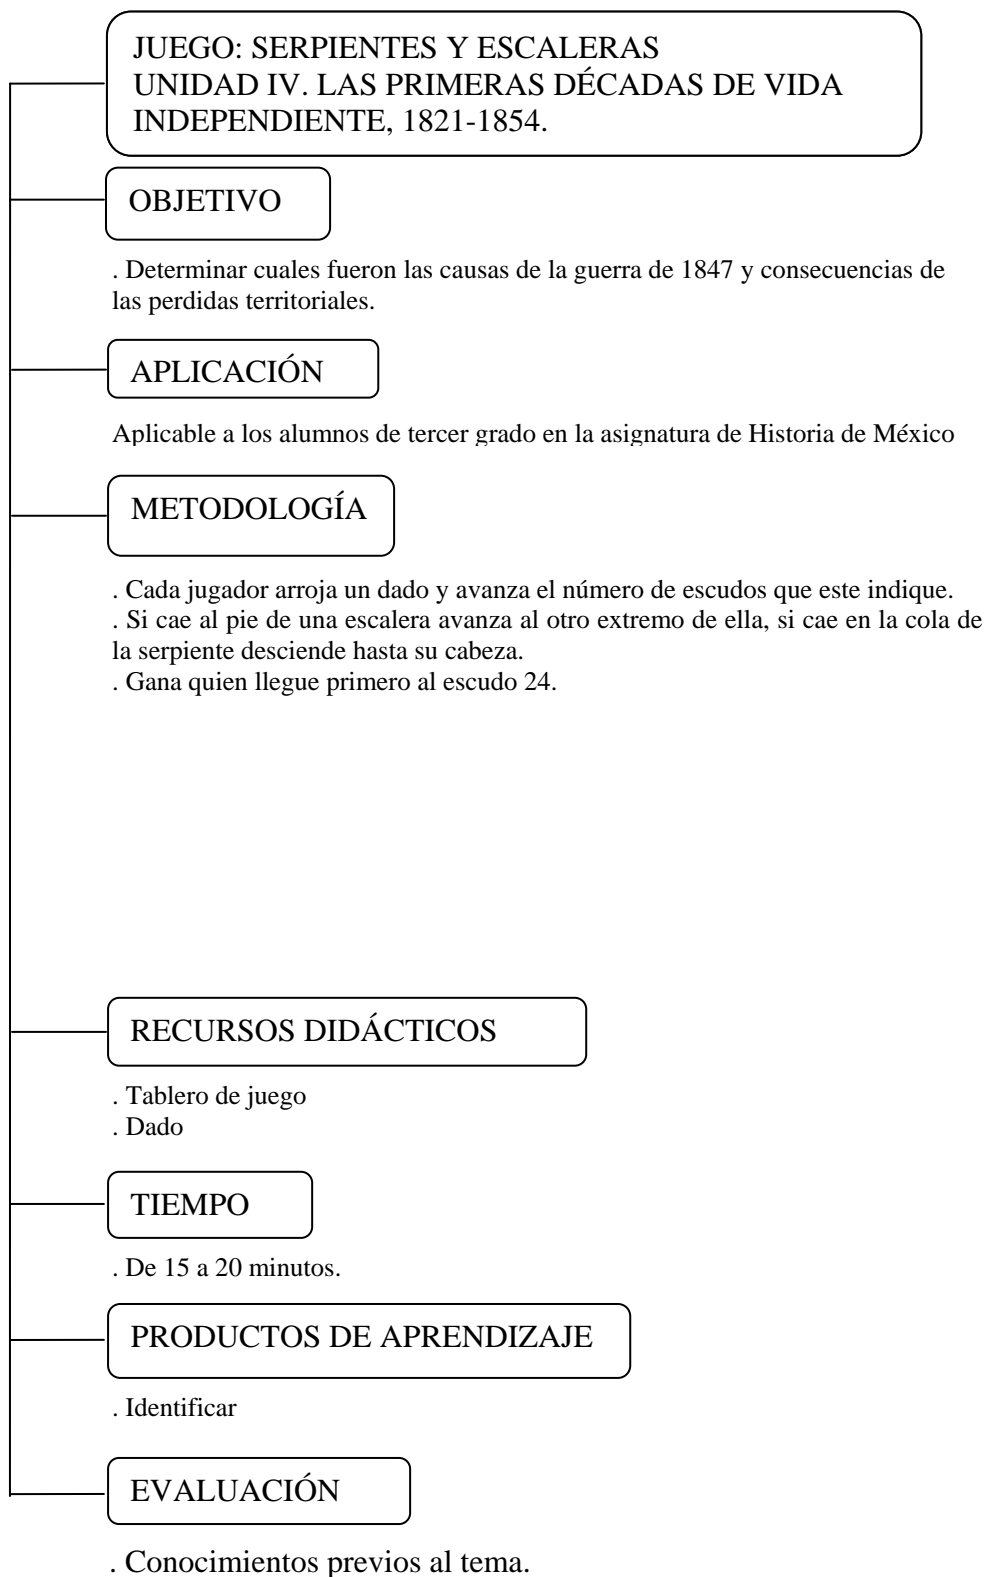 JUEGO: SERPIENTES Y ESCALERAS
UNIDAD IV. LAS PRIMERAS DÉCADAS DE VIDA
INDEPENDIENTE, 1821-1854.
OBJETIVO
. Determinar cuales fueron las causas de la guerra de 1847 y consecuencias de
las perdidas territoriales.
APLICACIÓN
Aplicable a los alumnos de tercer grado en la asignatura de Historia de México
METODOLOGÍA
. Cada jugador arroja un dado y avanza el número de escudos que este indique.
. Si cae al pie de una escalera avanza al otro extremo de ella, si cae en la cola de
la serpiente desciende hasta su cabeza.
. Gana quien llegue primero al escudo 24.
RECURSOS DIDÁCTICOS
. Tablero de juego
. Dado
TIEMPO
. De 15 a 20 minutos.
PRODUCTOS DE APRENDIZAJE
. Identificar
EVALUACIÓN
. Conocimientos previos al tema.